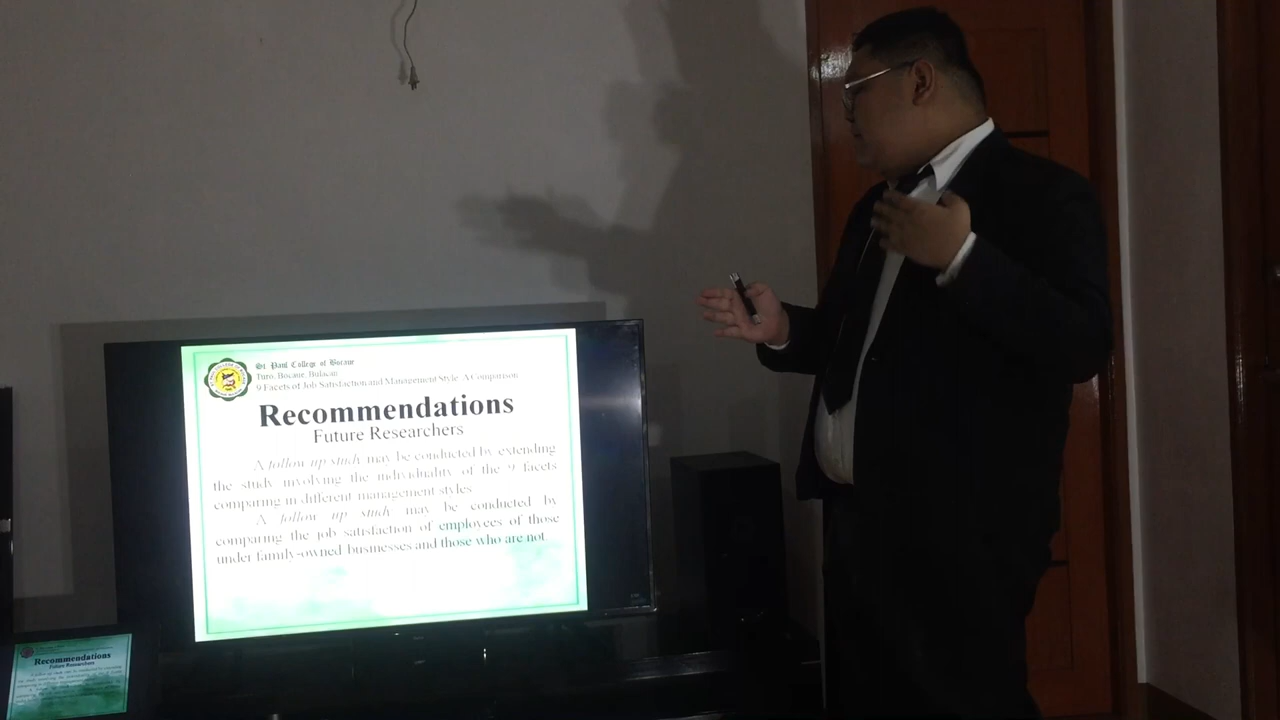 St. Paul College of Bocaue
Turo, Bocaue, Bulacan
9 Facets of Job Satisfaction and Management Style: A Comparison
Recommendations
Future Researchers
A follow up study may be conducted by extending
the study involving the individuality of the 9 facets
comparing in different management styles.
A follow up study may be conducted by
comparing the job satisfaction of employees of those
under family-owned businesses and those who are not.
Recommendations
Future Researchers